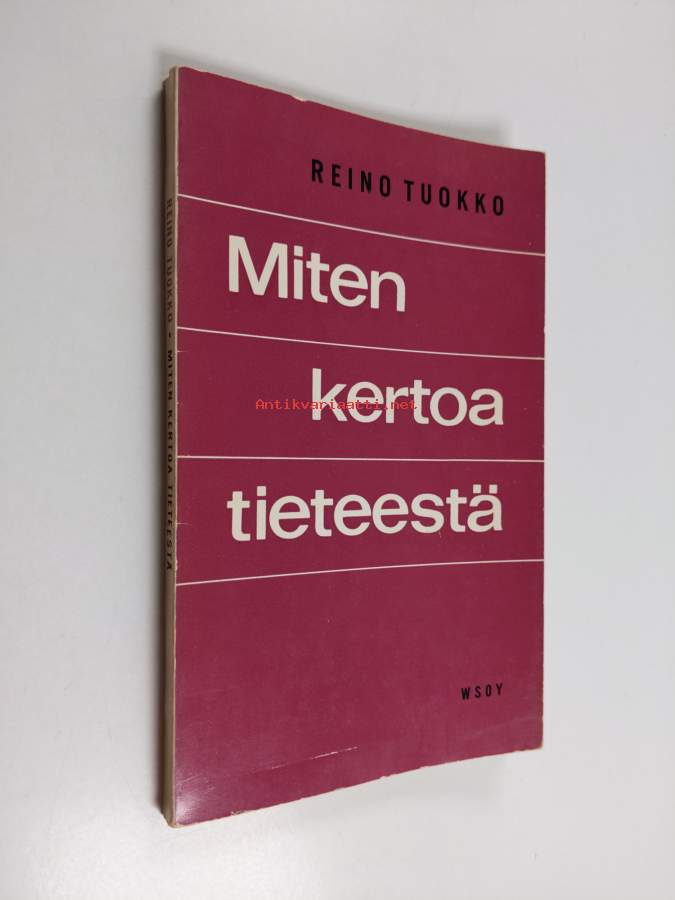 REINO TUOKKO
Miten
kertoa
Antikvariaatti.net
tieteestä
WSOY
REINO TUOKKO • MITEN KERTOA TIETEESTÄ